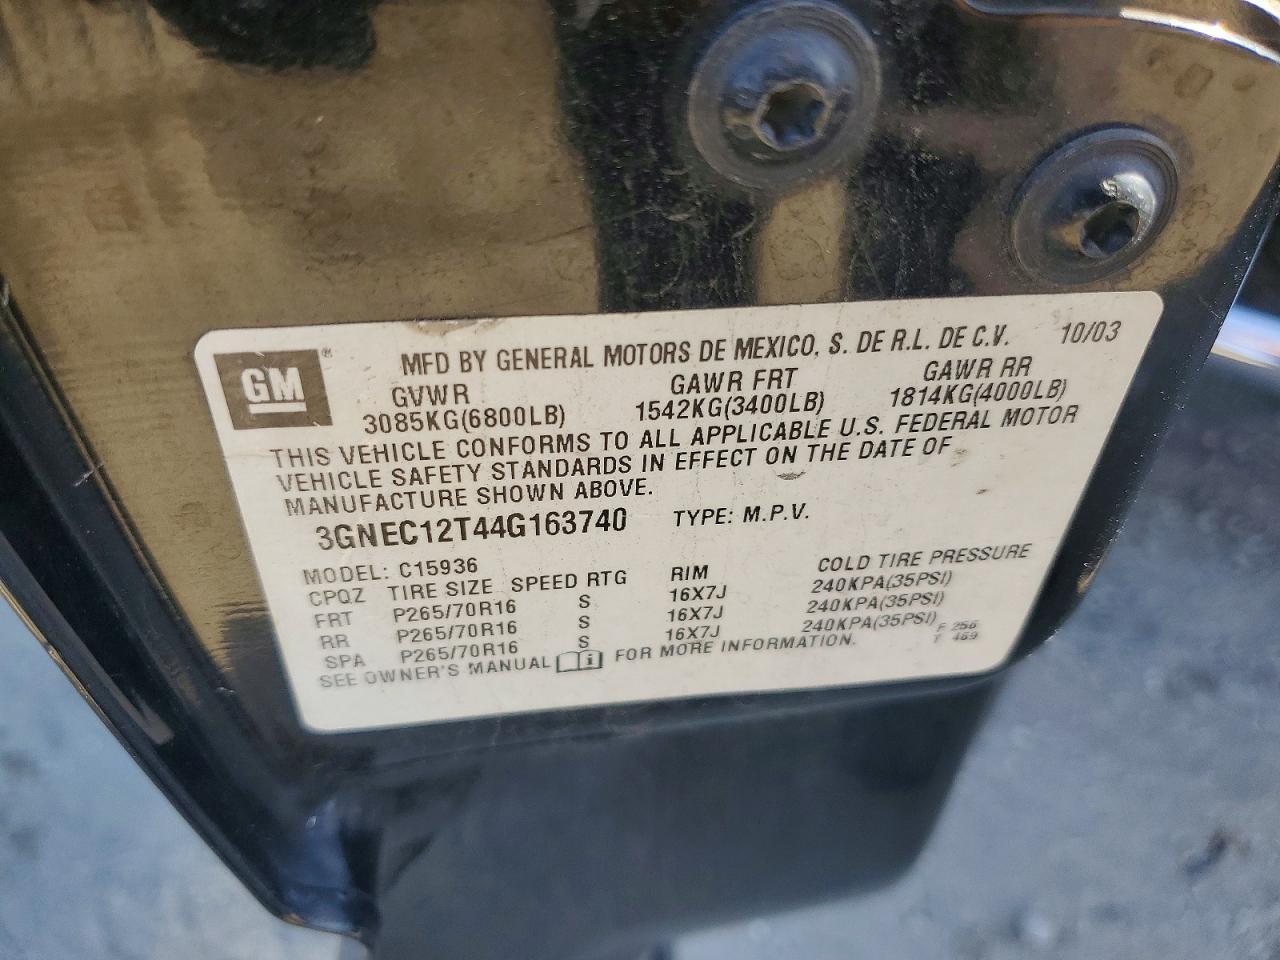 GM ® MFD BY GENERAL MOTORS DE MEXICO, S. DE R.L. DE C.V. 10/03
GVWR GAWR FRT GAWR RR
3085KG(6800LB) 1542KG(3400LB) 1814KG(4000LB)
THIS VEHICLE CONFORMS TO ALL APPLICABLE U.S. FEDERAL MOTOR
VEHICLE SAFETY STANDARDS IN EFFECT ON THE DATE OF
MANUFACTURE SHOWN ABOVE.
3GNEC12T44G163740 TYPE: M.P.V.
MODEL: C15936
CPQZ TIRE SIZE SPEED RTG RIM COLD TIRE PRESSURE
FRT P265/70R16 S 16X7J 240KPA(35PSI)
RR P265/70R16 S 16X7J 240KPA(35PSI)
SPA P265/70R16 S 16X7J 240KPA(35PSI)
SEE OWNER'S MANUAL i FOR MORE INFORMATION.